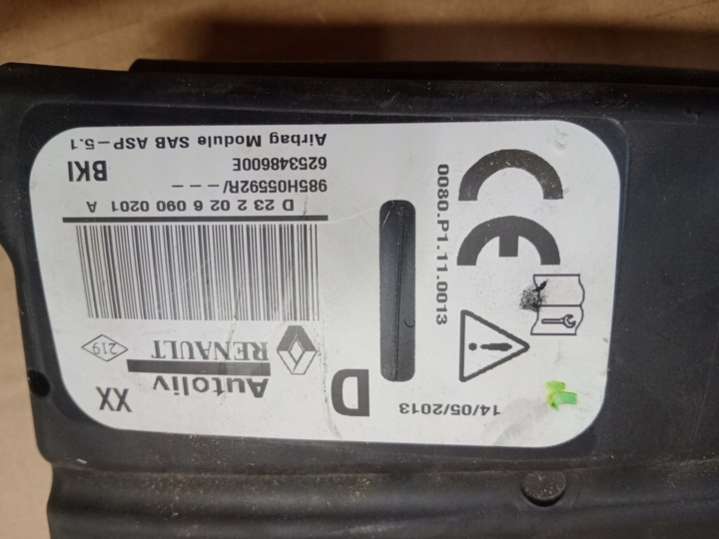 Autoliv
XX
RENAULT
219
D
D 23 2 02 6 090 0201 A
985H05592R/- - -
625348600E
BKI
Airbag Module SAB ASP-5.1
14/05/2013
CE
0080.P1.11.0013